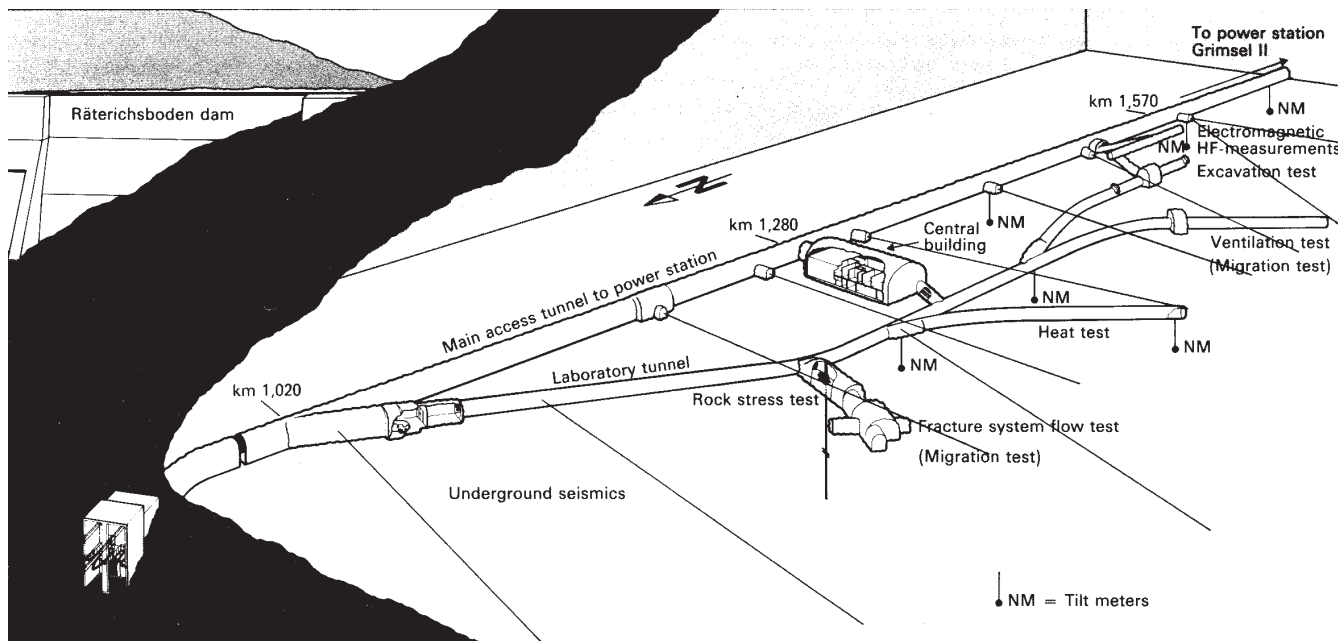 To power station
Grimsel II
Räterichsboden dam
km 1,570
NM
Electromagnetic
NM
HF-measurements
Excavation test
N
km 1,280
Central
building
NM
Ventilation test
(Migration test)
Main access tunnel to power station
NM
Heat test
NM
NM
Laboratory tunnel
km 1,020
Rock stress test
Fracture system flow test
(Migration test)
Underground seismics
NM = Tilt meters